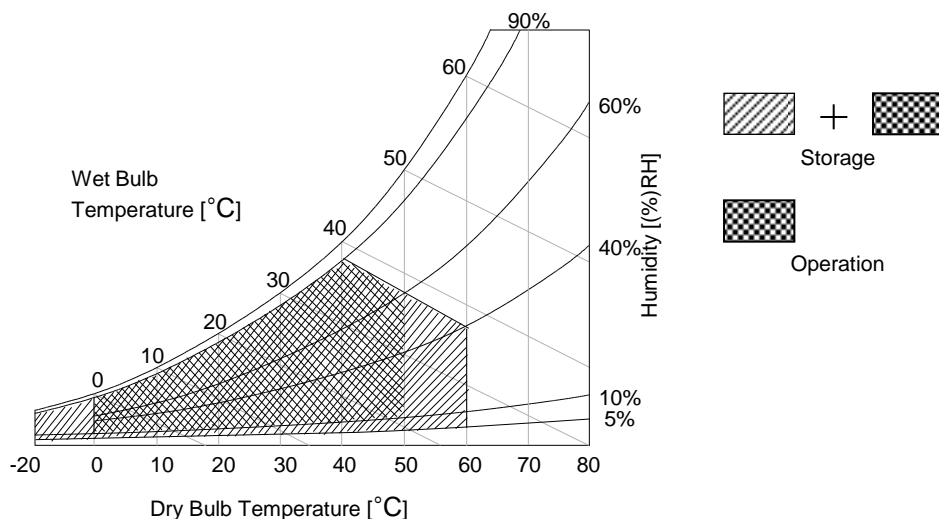 90%
60
60%
50
Wet Bulb
Temperature [°C]
40
40%
30
20
10
0
Humidity [(%)RH]
10%
5%
-20 0 10 20 30 40 50 60 80
Dry Bulb Temperature [°C]
+
Storage
Operation